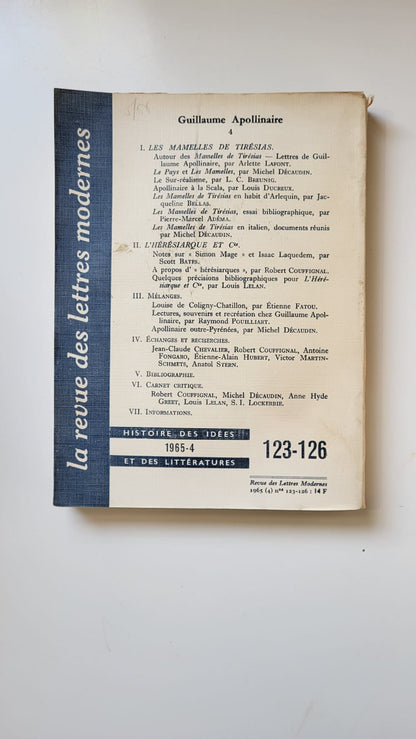 la revue des lettres modernes
Guillaume Apollinaire
4
I. LES MAMELLES DE TIRÉSIAS.
Autour des Mamelles de Tirésias — Lettres de Guil-
laume Apollinaire, par Arlette LAFONT.
Le Pays et Les Mamelles, par Michel DÉCAUDIN.
Le Sur-réalisme, par L. C. BREUNIG.
Apollinaire à la Scala, par Louis DUCREUX.
Les Mamelles de Tirésias en habit d'Arlequin, par Jac-
queline BELLAS.
Les Mamelles de Tirésias, essai bibliographique, par
Pierre-Marcel ADÉMA.
Les Mamelles de Tirésias en italien, documents réunis
par Michel DÉCAUDIN.
II. L'HÉRÉSIARQUE ET Cie.
Notes sur « Simon Mage » et Isaac Laquedem, par
Scott BATES.
A propos d' « hérésiarques », par Robert COUFFIGNAL.
Quelques précisions bibliographiques pour L'Héré-
siarque et Cie, par Louis LELAN.
III. MÉLANGES.
Louise de Coligny-Chatillon, par Étienne FATOU.
Lectures, souvenirs et recréation chez Guillaume Apol-
linaire, par Raymond POUILLIART.
Apollinaire outre-Pyrénées, par Michel DÉCAUDIN.
IV. ÉCHANGES ET RECHERCHES.
Jean-Claude CHEVALIER, Robert COUFFIGNAL, Antoine
FONGARO, Étienne-Alain HUBERT, Victor MARTIN-
SCHMETS, Anatol STERN.
V. BIBLIOGRAPHIE.
VI. CARNET CRITIQUE.
Robert COUFFIGNAL, Michel DÉCAUDIN, Anne Hyde
GREET, Louis LELAN, S. I. LOCKERBIE.
VII. INFORMATIONS.
HISTOIRE DES IDÉES
1965-4
ET DES LITTÉRATURES
123-126
Revue des Lettres Modernes
1965 (4) nos 123-126 : 14 F